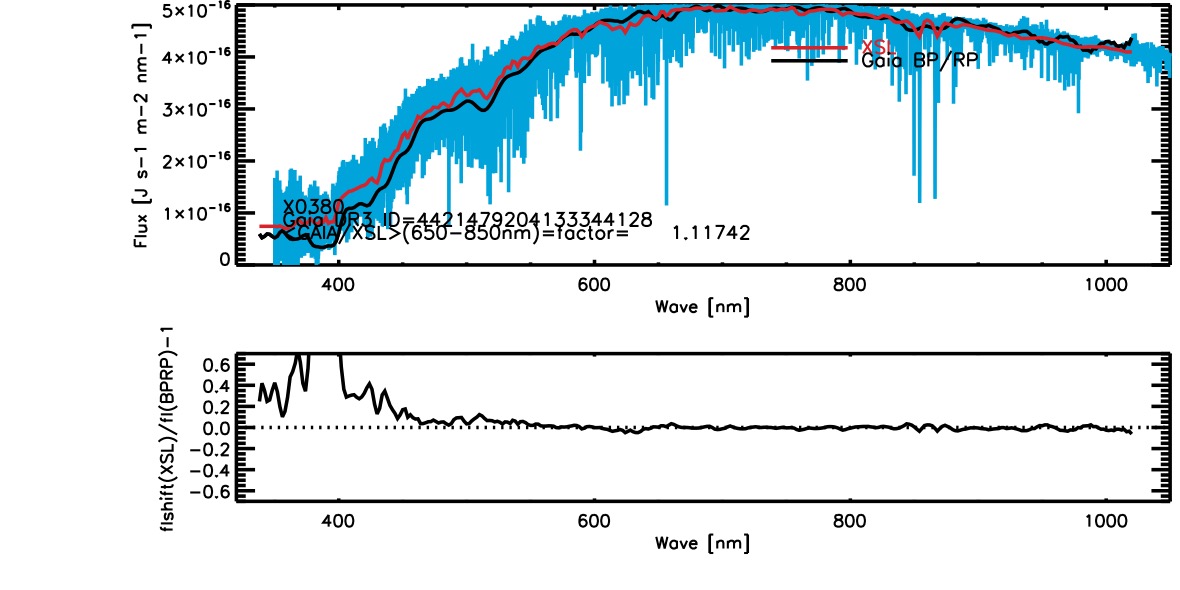 5×10−16
4×10−16
3×10−16
2×10−16
1×10−16
0
Flux [J s−1 m−2 nm−1]
XSL
Gaia BP/RP
X0380
Gaia DR3 ID=4421479204133344128
<GAIA/XSL>(650−850nm)=factor= 1.11742
400 600 800 1000
Wave [nm]
0.6
0.4
0.2
0.0
−0.2
−0.4
−0.6
flshift(XSL)/fl(BPRP)−1
400 600 800 1000
Wave [nm]